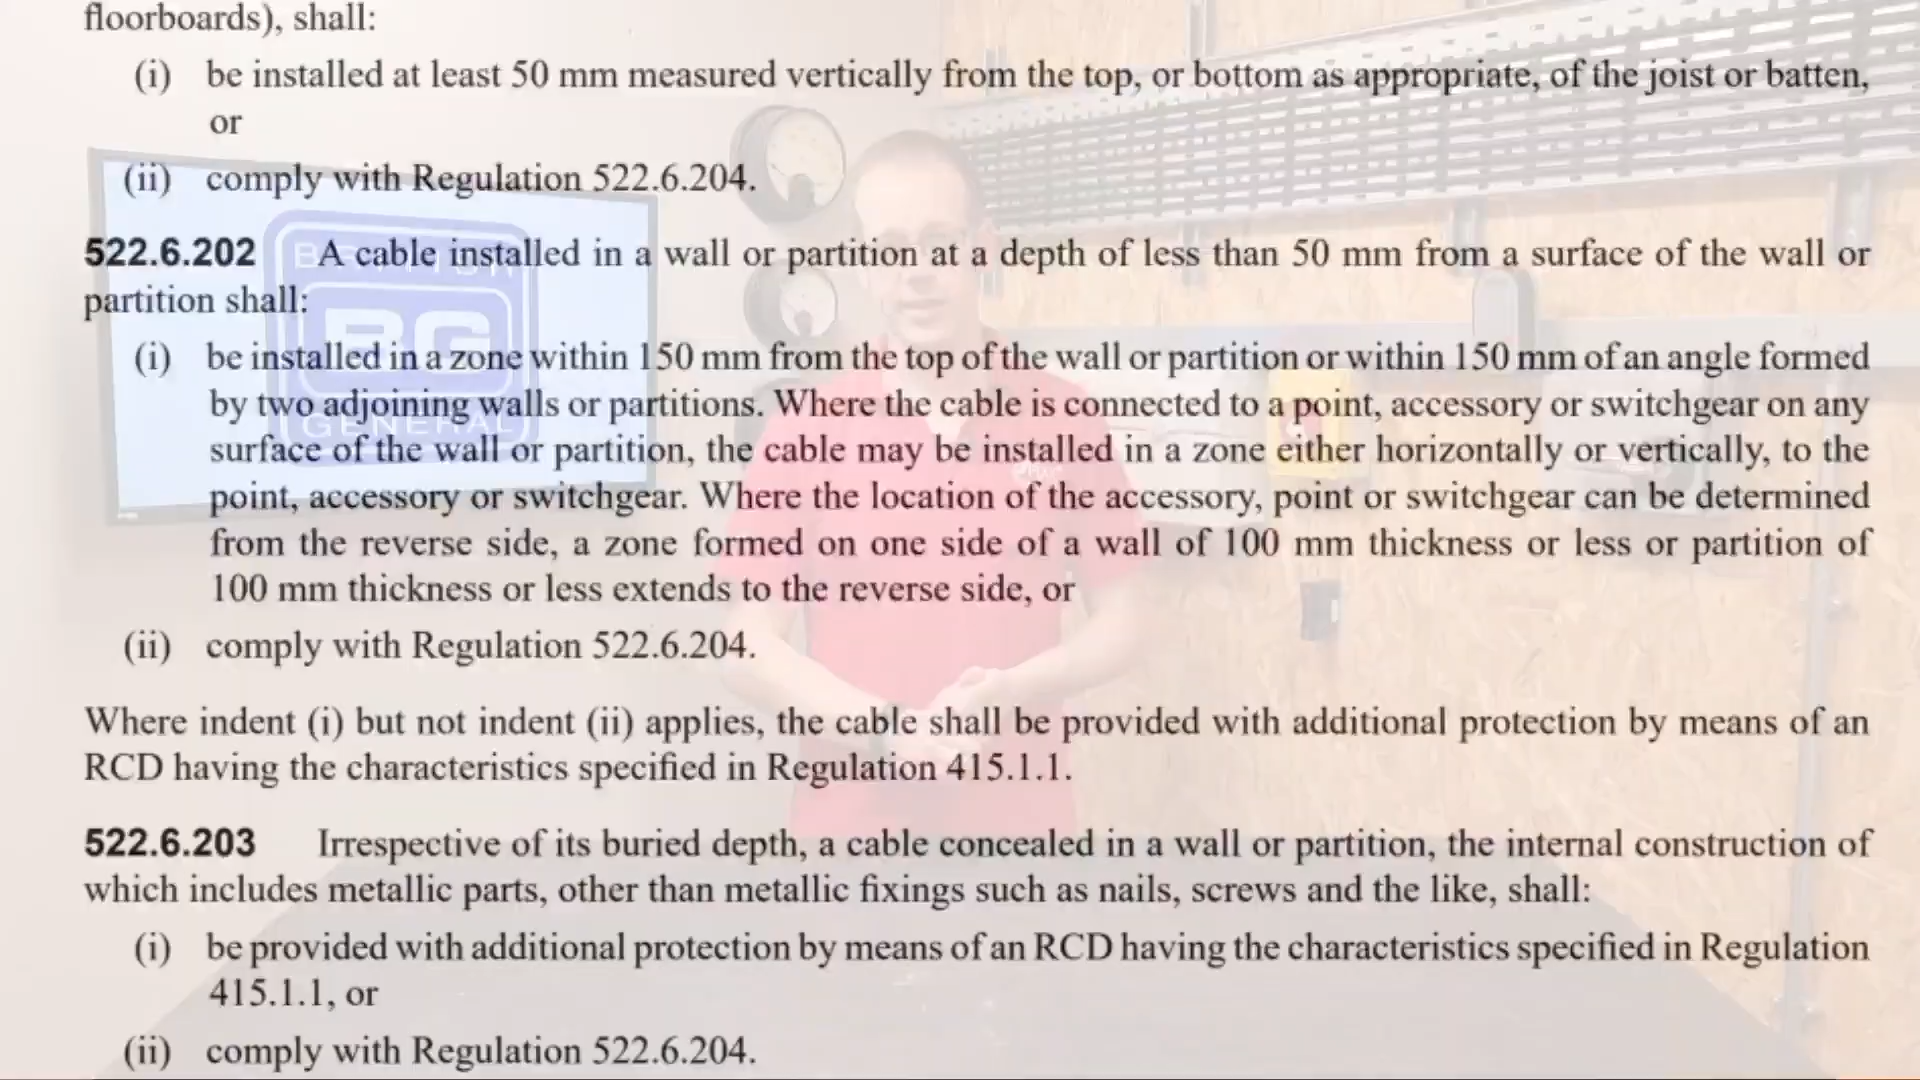 floorboards), shall:
(i) be installed at least 50 mm measured vertically from the top, or bottom as appropriate, of the joist or batten,
or
(ii) comply with Regulation 522.6.204.
522.6.202 A cable installed in a wall or partition at a depth of less than 50 mm from a surface of the wall or
partition shall:
(i) be installed in a zone within 150 mm from the top of the wall or partition or within 150 mm of an angle formed
by two adjoining walls or partitions. Where the cable is connected to a point, accessory or switchgear on any
surface of the wall or partition, the cable may be installed in a zone either horizontally or vertically, to the
point, accessory or switchgear. Where the location of the accessory, point or switchgear can be determined
from the reverse side, a zone formed on one side of a wall of 100 mm thickness or less or partition of
100 mm thickness or less extends to the reverse side, or
(ii) comply with Regulation 522.6.204.
Where indent (i) but not indent (ii) applies, the cable shall be provided with additional protection by means of an
RCD having the characteristics specified in Regulation 415.1.1.
522.6.203 Irrespective of its buried depth, a cable concealed in a wall or partition, the internal construction of
which includes metallic parts, other than metallic fixings such as nails, screws and the like, shall:
(i) be provided with additional protection by means of an RCD having the characteristics specified in Regulation
415.1.1, or
(ii) comply with Regulation 522.6.204.
BG
GENERAL